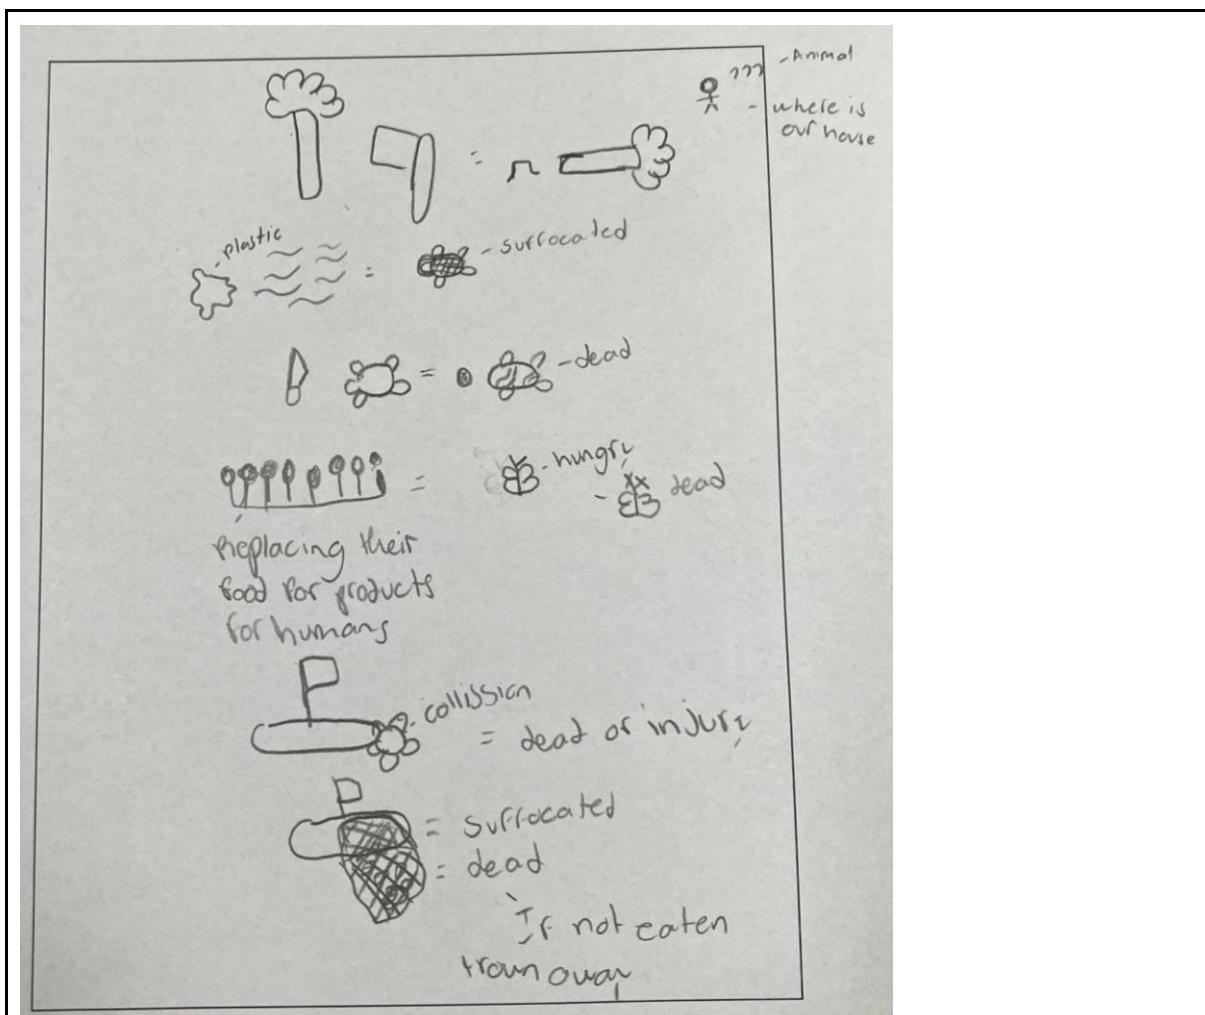 -Animal
???
- where is
our house
=
plastic
= - surrocated
= -dead
= -hungry
- dead
Replacing their
food for products
for humans
- collission
= dead or injury
= surrocated
= dead
If not eaten
trown away